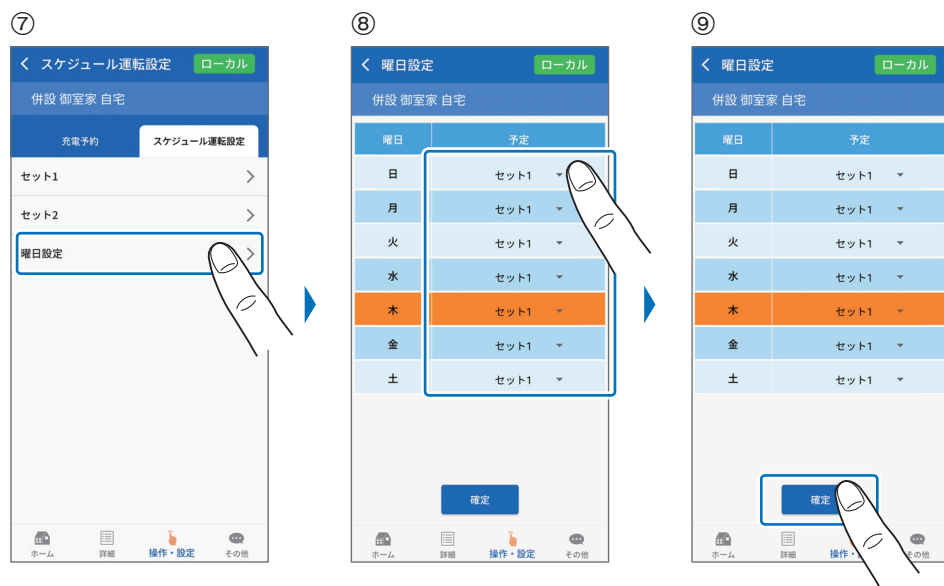 ⑦
スケジュール運転設定 ローカル
併設 御室家 自宅
充電予約 スケジュール運転設定
セット1
セット2
曜日設定
ホーム 詳細 操作・設定 その他
⑧
曜日設定 ローカル
併設 御室家 自宅
曜日 予定
日 セット1
月 セット1
火 セット1
水 セット1
木 セット1
金 セット1
土 セット1
確定
ホーム 詳細 操作・設定 その他
⑨
曜日設定 ローカル
併設 御室家 自宅
曜日 予定
日 セット1
月 セット1
火 セット1
水 セット1
木 セット1
金 セット1
土 セット1
確定
ホーム 詳細 操作・ の他